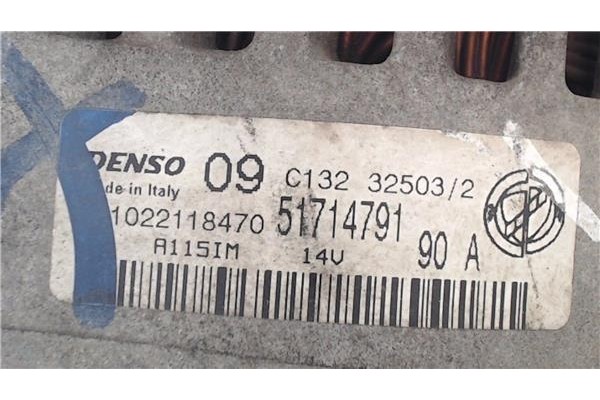 DENSO 09 C132 32503/2
de in Italy
1022118470 51714791
A115IM 14V 90 A